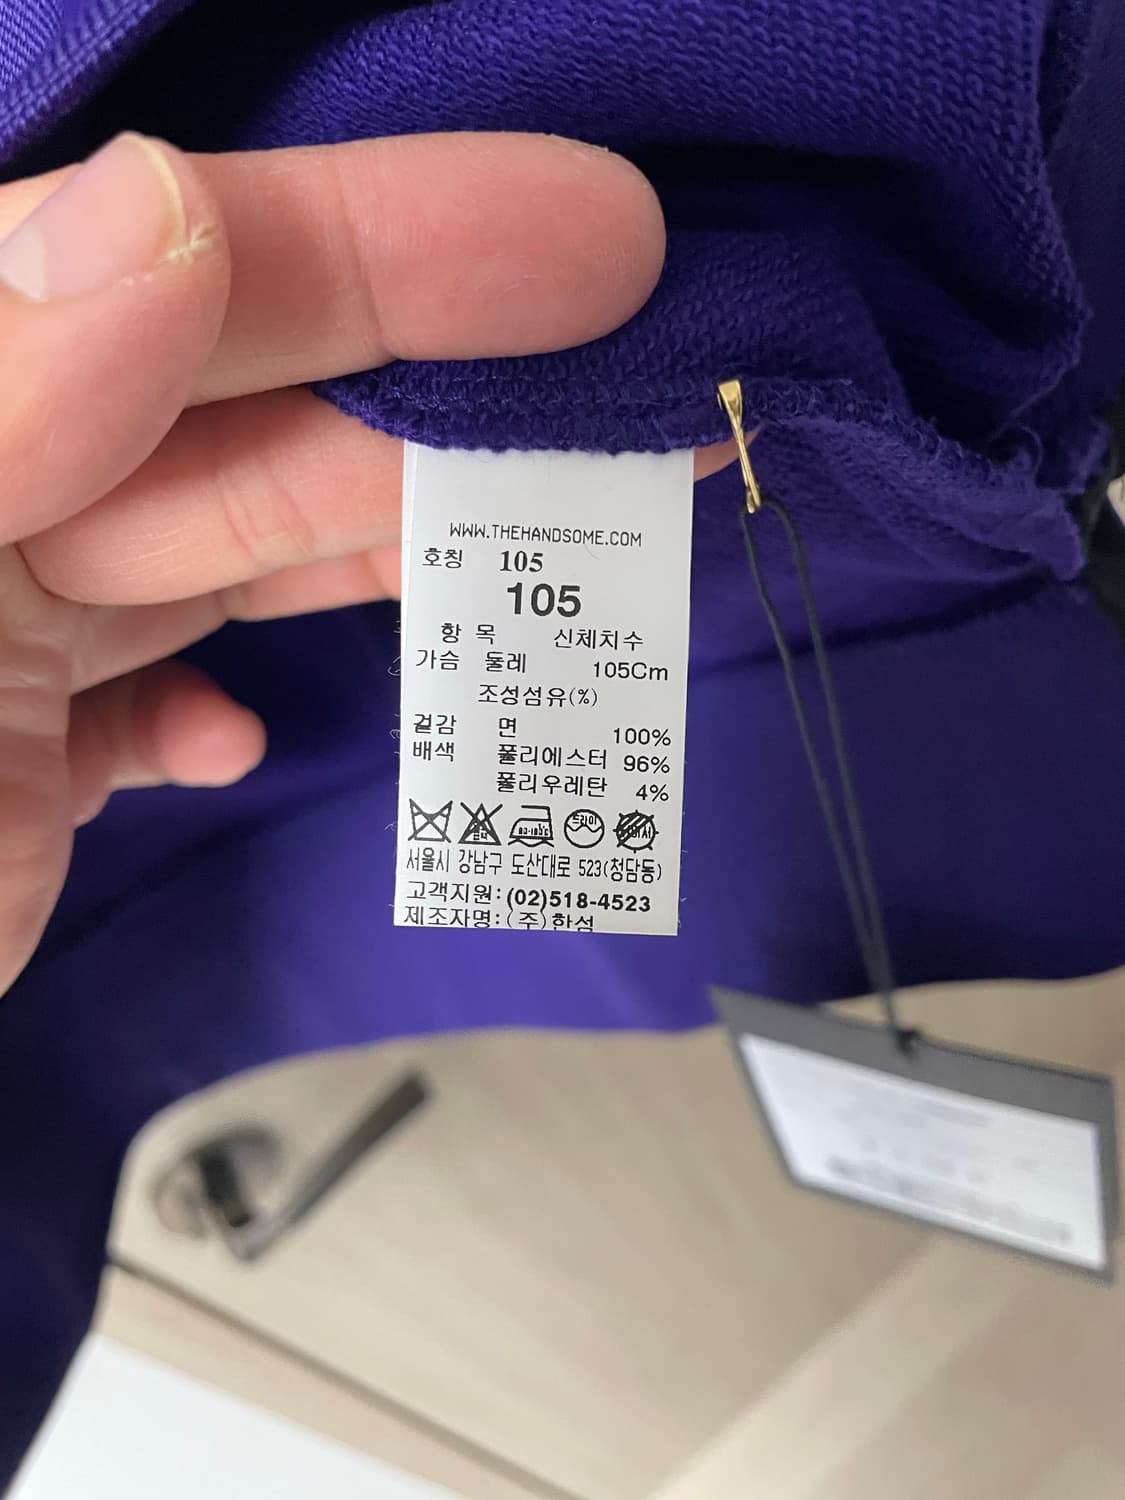 WWW.THEHANDSOME.COM
호칭 105
105
항 목 신체치수
가슴 둘레 105Cm
조성섬유(%)
겉감 면 100%
배색 폴리에스터 96%
폴리우레탄 4%
드라이
서울시 강남구 도산대로 523(청담동)
고객지원:(02)518-4523
제조자명:(주)한섬